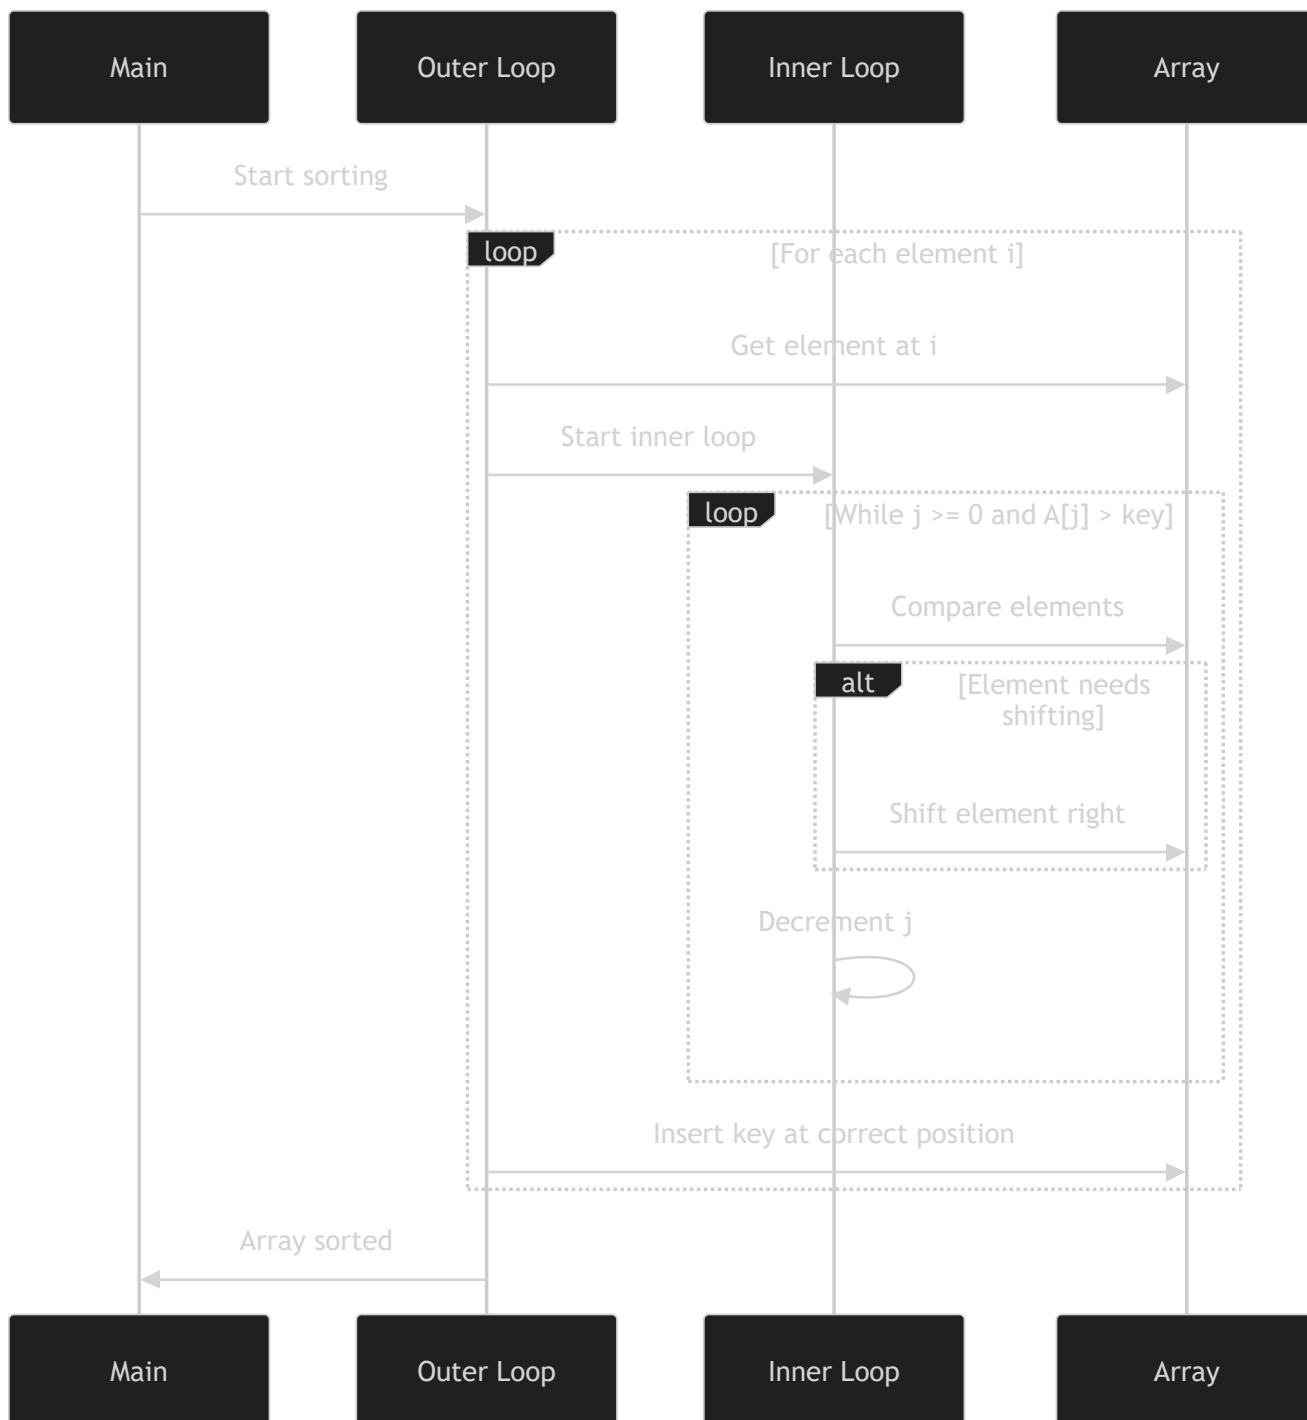 Main
Outer Loop
Inner Loop
Array
Start sorting
loop
[For each element i]
Get element at i
Start inner loop
loop
[While j >= 0 and A[j] > key]
Compare elements
alt
[Element needs
shifting]
Shift element right
Decrement j
Insert key at correct position
Array sorted
Main
Outer Loop
Inner Loop
Array